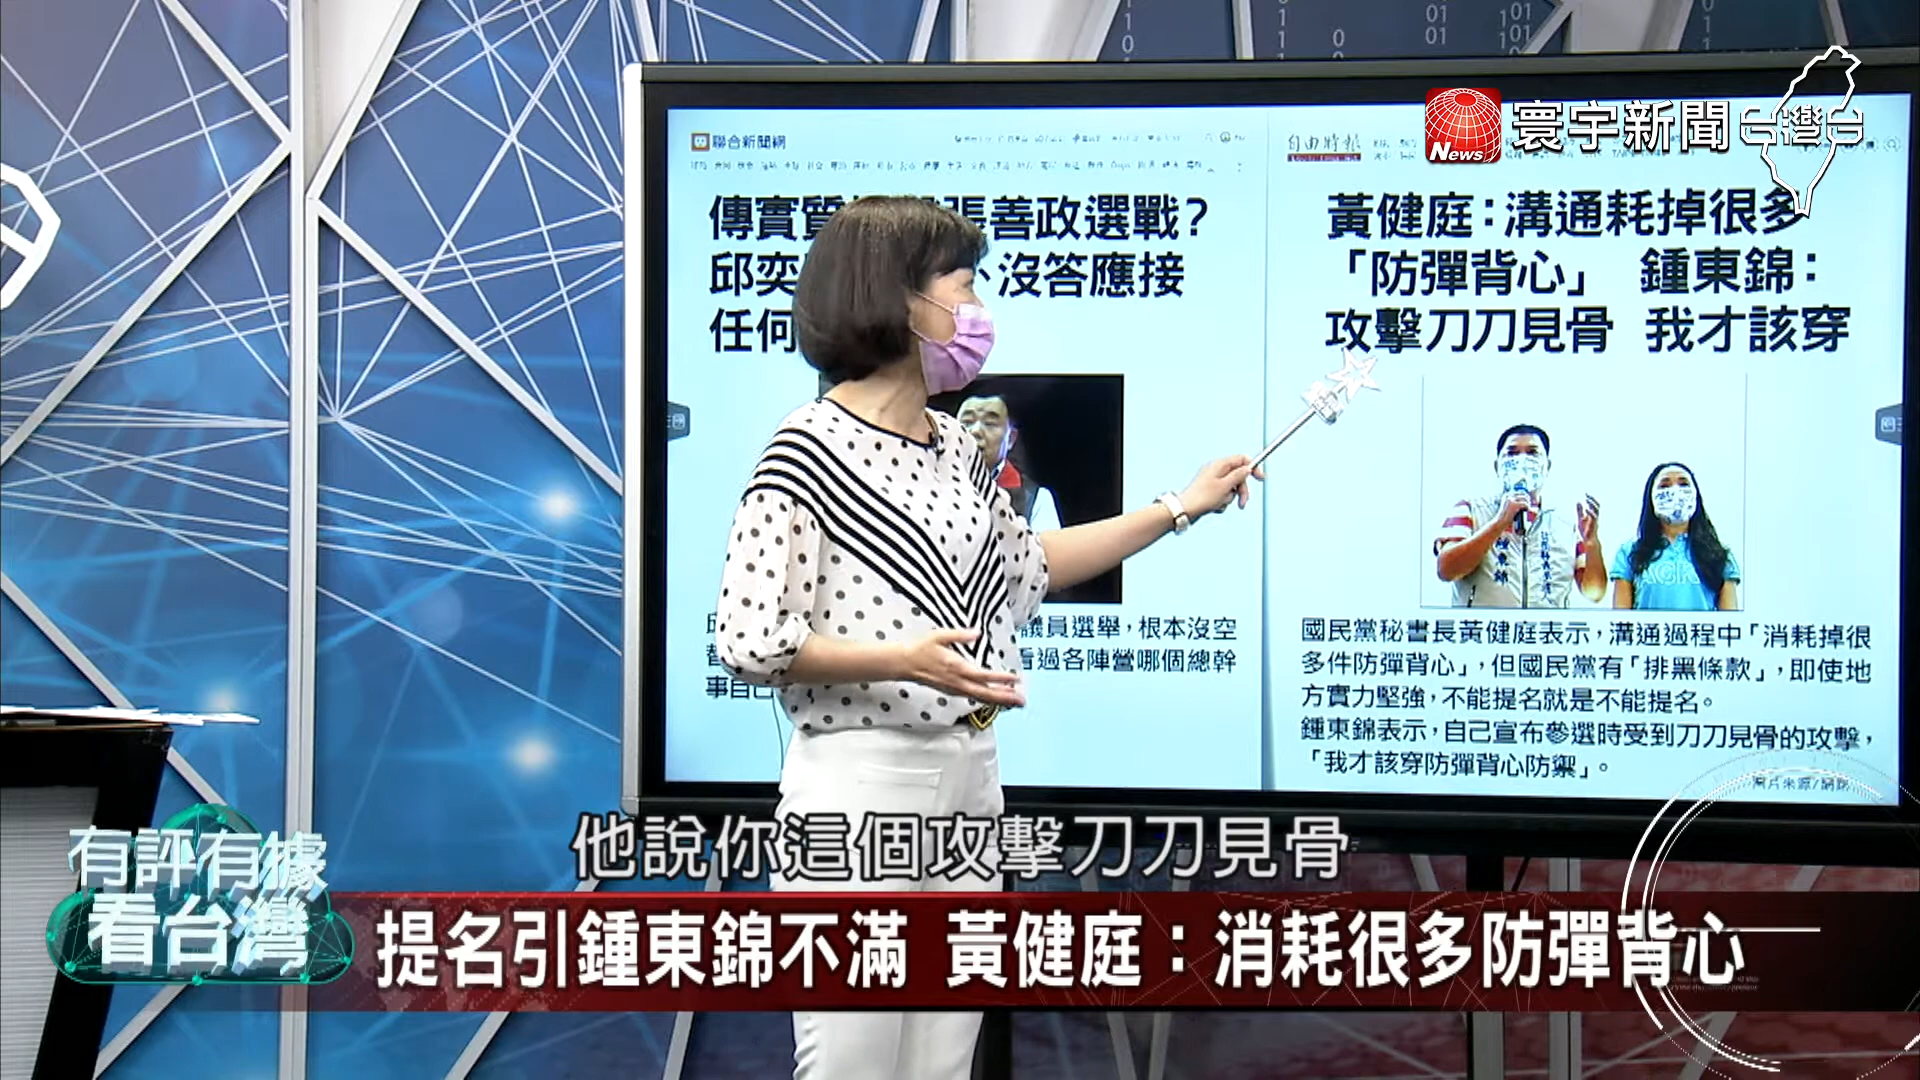 News
寰宇新聞
台灣台
聯合新聞網
傳實質
張善政選戰?
邱奕
、沒答應接
任何
議員選舉,根本沒空
看過各陣營哪個總幹
事自己
自由時報
黃健庭:溝通耗掉很多
「防彈背心」 鍾東錦:
攻擊刀刀見骨 我才該穿
鍾東錦
國民黨秘書長黃健庭表示,溝通過程中「消耗掉很
多件防彈背心」,但國民黨有「排黑條款」,即使地
方實力堅強,不能提名就是不能提名。
鍾東錦表示,自己宣布參選時受到刀刀見骨的攻擊,
「我才該穿防彈背心防禦」。
圖片來源/網路
他說你這個攻擊刀刀見骨
有評有據
看台灣
提名引鍾東錦不滿 黃健庭:消耗很多防彈背心